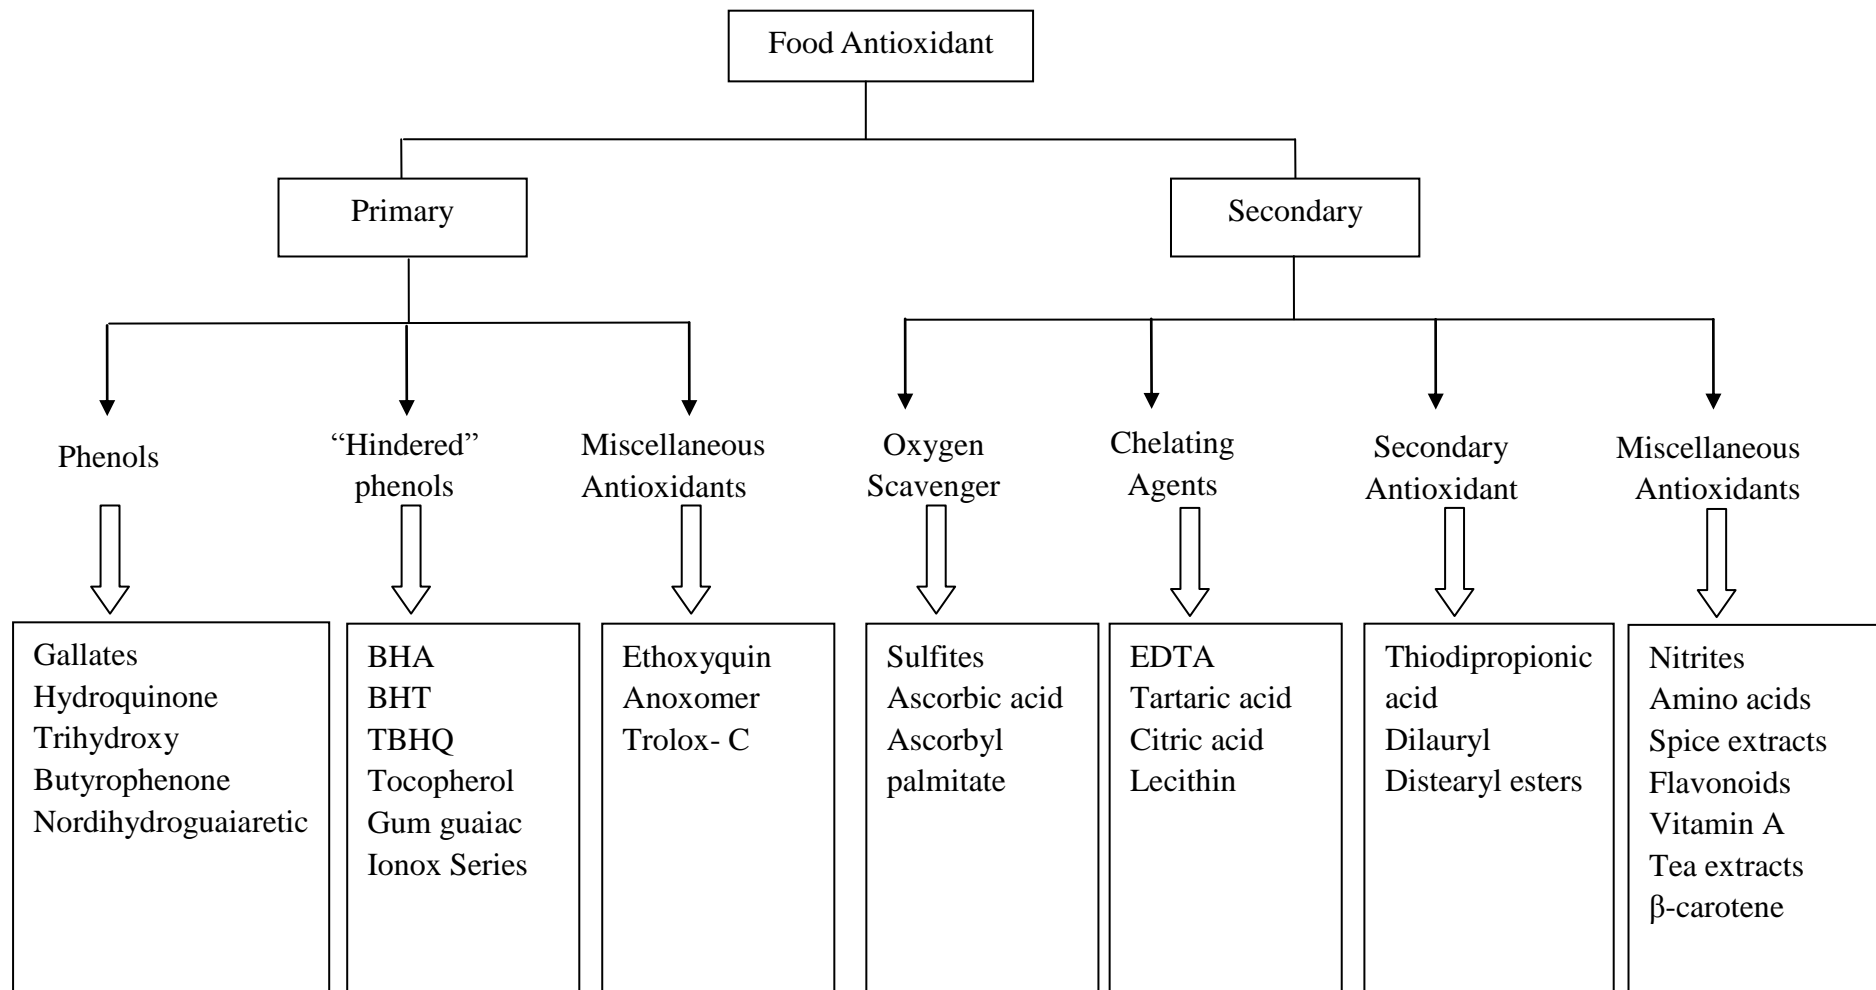 Food Antioxidant
Primary
Secondary
Phenols
“Hindered”
phenols
Miscellaneous
Antioxidants
Oxygen
Scavenger
Chelating
Agents
Secondary
Antioxidant
Miscellaneous
Antioxidants
Gallates
Hydroquinone
Trihydroxy
Butyrophenone
Nordihydroguaiaretic
BHA
BHT
TBHQ
Tocopherol
Gum guaiac
Ionox Series
Ethoxyquin
Anoxomer
Trolox- C
Sulfites
Ascorbic acid
Ascorbyl
palmitate
EDTA
Tartaric acid
Citric acid
Lecithin
Thiodipropionic
acid
Dilauryl
Distearyl esters
Nitrites
Amino acids
Spice extracts
Flavonoids
Vitamin A
Tea extracts
β-carotene